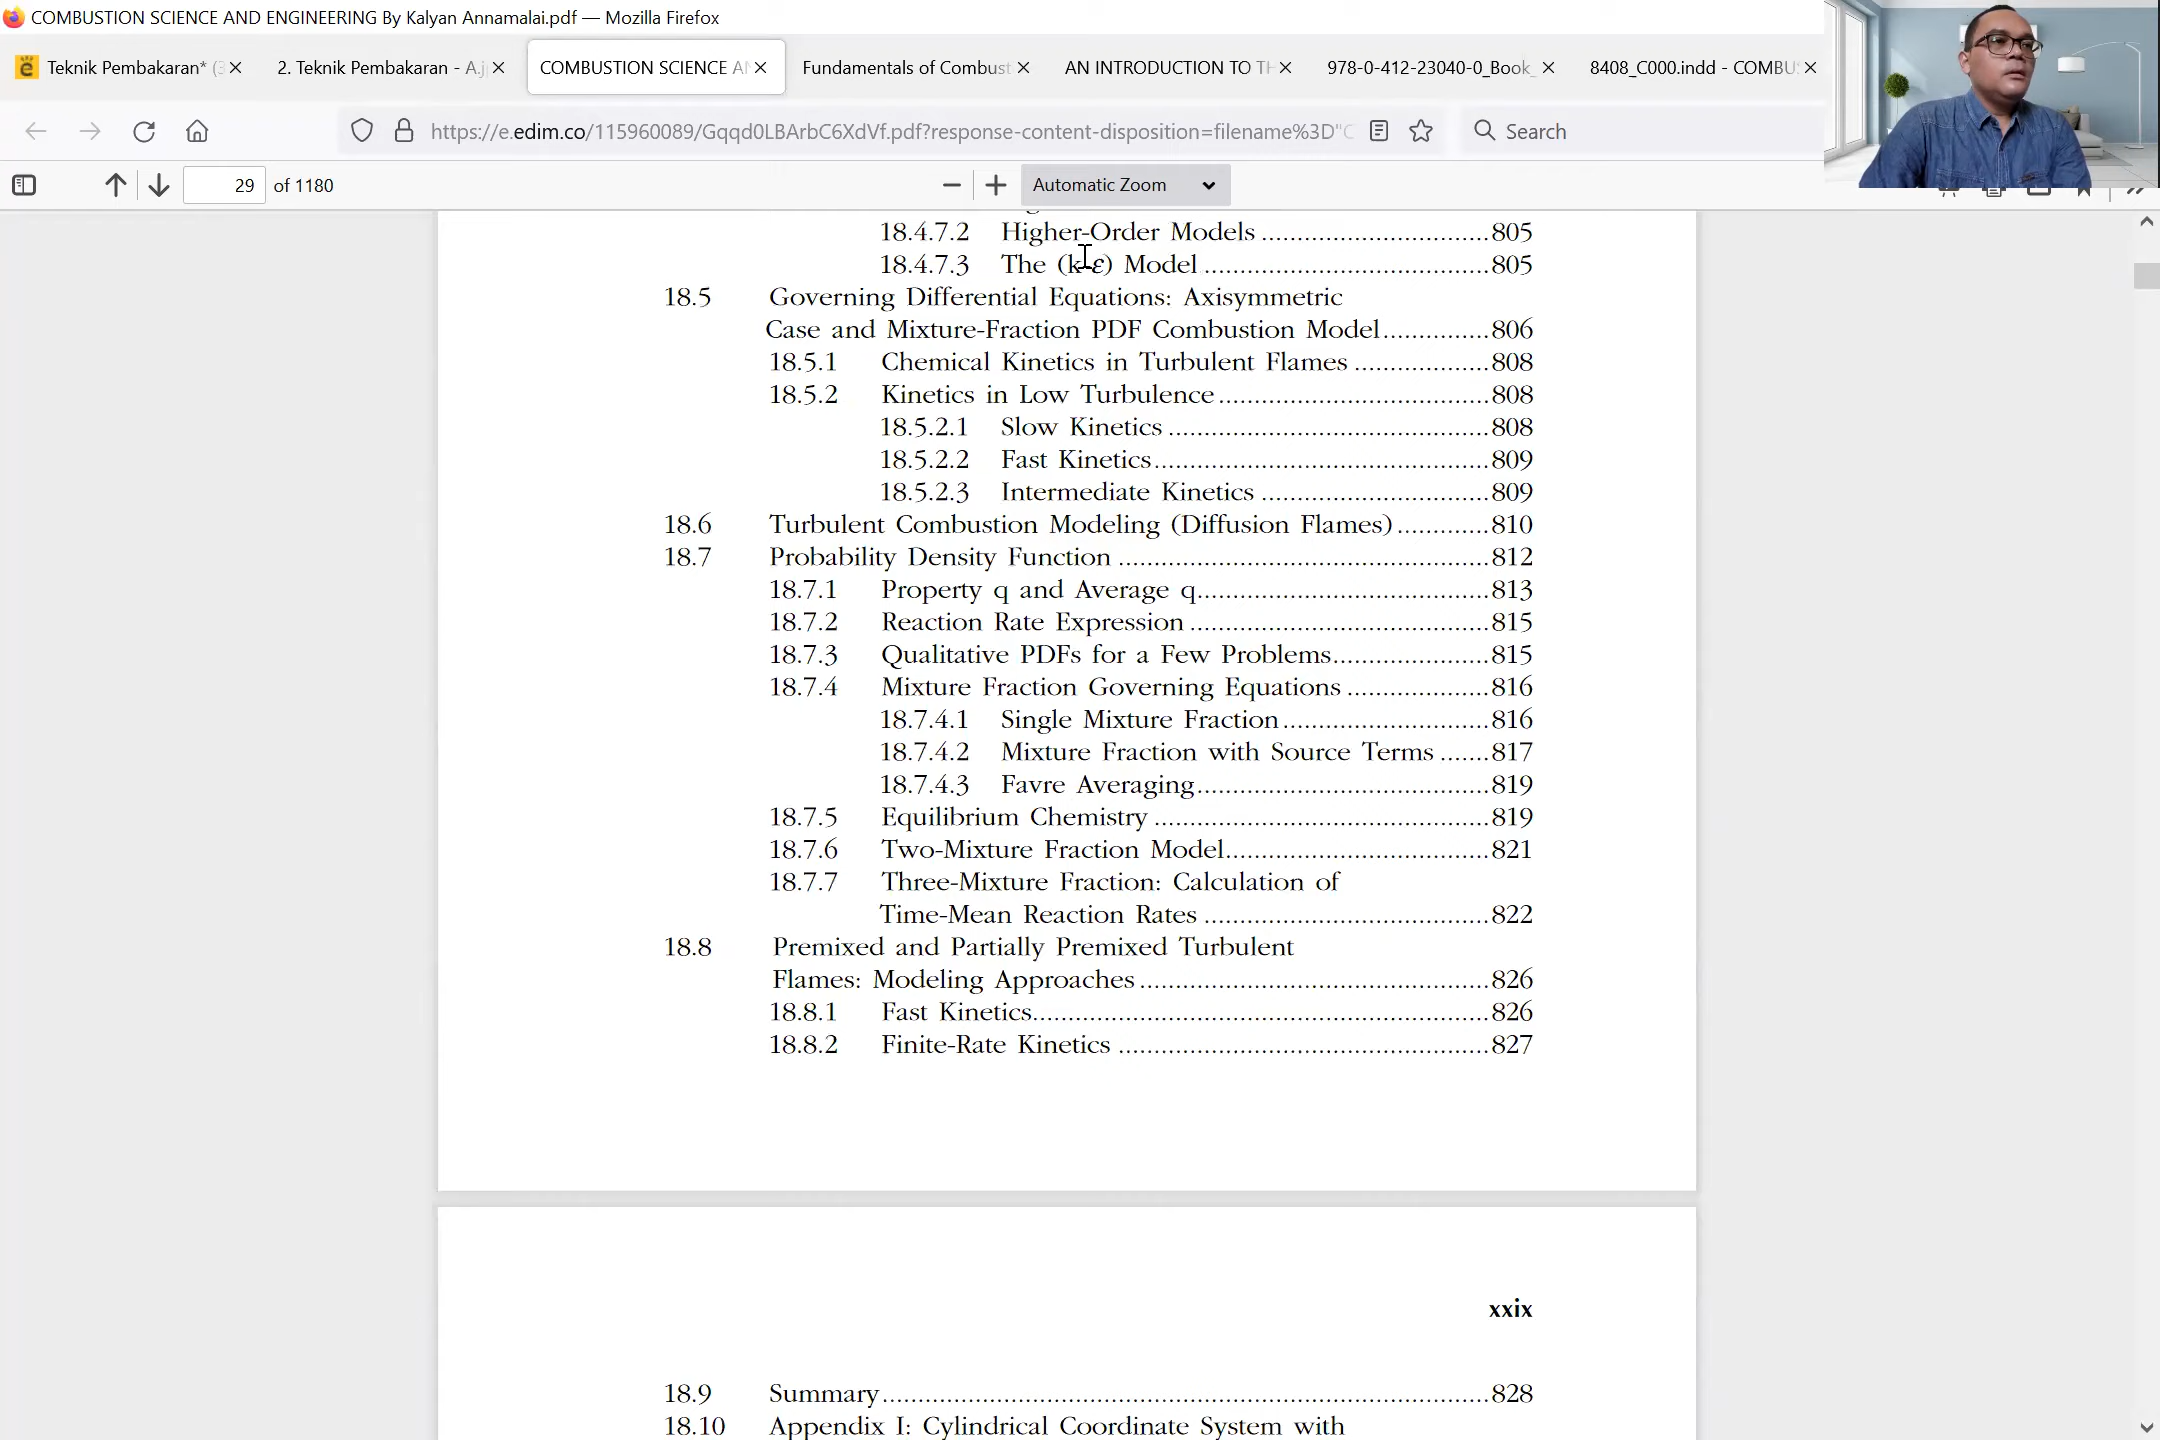 COMBUSTION SCIENCE AND ENGINEERING By Kalyan Annamalai.pdf — Mozilla Firefox
Teknik Pembakaran* (3
2. Teknik Pembakaran - A.j
COMBUSTION SCIENCE A
Fundamentals of Combust
AN INTRODUCTION TO TH
978-0-412-23040-0_Book_
8408_C000.indd - COMBU
https://e.edim.co/115960089/Gqqd0LBArbC6XdVf.pdf?response-content-disposition=filename%3D"C
Search
29 of 1180
Automatic Zoom
18.4.7.2 Higher-Order Models ................................805
18.4.7.3 The (k-ε) Model........................................805
18.5 Governing Differential Equations: Axisymmetric
Case and Mixture-Fraction PDF Combustion Model...............806
18.5.1 Chemical Kinetics in Turbulent Flames ...................808
18.5.2 Kinetics in Low Turbulence......................................808
18.5.2.1 Slow Kinetics .............................................808
18.5.2.2 Fast Kinetics...............................................809
18.5.2.3 Intermediate Kinetics ................................809
18.6 Turbulent Combustion Modeling (Diffusion Flames).............810
18.7 Probability Density Function ....................................................812
18.7.1 Property q and Average q.........................................813
18.7.2 Reaction Rate Expression ..........................................815
18.7.3 Qualitative PDFs for a Few Problems......................815
18.7.4 Mixture Fraction Governing Equations ....................816
18.7.4.1 Single Mixture Fraction.............................816
18.7.4.2 Mixture Fraction with Source Terms .......817
18.7.4.3 Favre Averaging.........................................819
18.7.5 Equilibrium Chemistry ...............................................819
18.7.6 Two-Mixture Fraction Model.....................................821
18.7.7 Three-Mixture Fraction: Calculation of
Time-Mean Reaction Rates ........................................822
18.8 Premixed and Partially Premixed Turbulent
Flames: Modeling Approaches .................................................826
18.8.1 Fast Kinetics................................................................826
18.8.2 Finite-Rate Kinetics ....................................................827
xxix
18.9 Summary.....................................................................................828
18.10 Appendix I: Cylindrical Coordinate System with